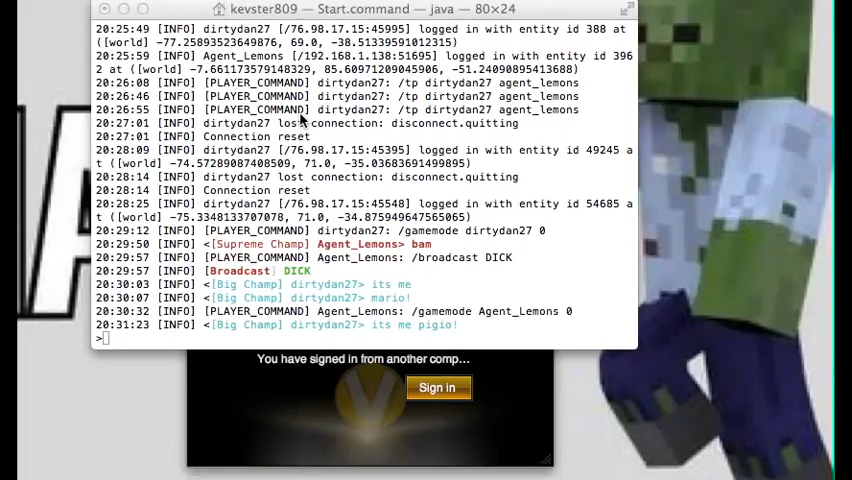 kevster809 — Start.command — java — 80×24
20:25:49 [INFO] dirtydan27 [/76.98.17.15:45995] logged in with entity id 388 at
([world] -77.25893523649876, 69.0, -38.51339591012315)
20:25:59 [INFO] Agent_Lemons [/192.168.1.138:51695] logged in with entity id 396
2 at ([world] -7.661173579148329, 85.60971209045906, -51.24090895413688)
20:26:08 [INFO] [PLAYER_COMMAND] dirtydan27: /tp dirtydan27 agent_lemons
20:26:46 [INFO] [PLAYER_COMMAND] dirtydan27: /tp dirtydan27 agent_lemons
20:26:55 [INFO] [PLAYER_COMMAND] dirtydan27: /tp dirtydan27 agent_lemons
20:27:01 [INFO] dirtydan27 lost connection: disconnect.quitting
20:27:01 [INFO] Connection reset
20:28:09 [INFO] dirtydan27 [/76.98.17.15:45395] logged in with entity id 49245 a
t ([world] -74.57289087408509, 71.0, -35.03683691499895)
20:28:14 [INFO] dirtydan27 lost connection: disconnect.quitting
20:28:14 [INFO] Connection reset
20:28:25 [INFO] dirtydan27 [/76.98.17.15:45548] logged in with entity id 54685 a
t ([world] -75.3348133707078, 71.0, -34.875949647565065)
20:29:12 [INFO] [PLAYER_COMMAND] dirtydan27: /gamemode dirtydan27 0
20:29:50 [INFO] <[Supreme Champ] Agent_Lemons> bam
20:29:57 [INFO] [PLAYER_COMMAND] Agent_Lemons: /broadcast DICK
20:29:57 [INFO] [Broadcast] DICK
20:30:03 [INFO] <[Big Champ] dirtydan27> its me
20:30:07 [INFO] <[Big Champ] dirtydan27> mario!
20:30:32 [INFO] [PLAYER_COMMAND] Agent_Lemons: /gamemode Agent_Lemons 0
20:31:23 [INFO] <[Big Champ] dirtydan27> its me pigio!
>
You have signed in from another comp...
Sign in